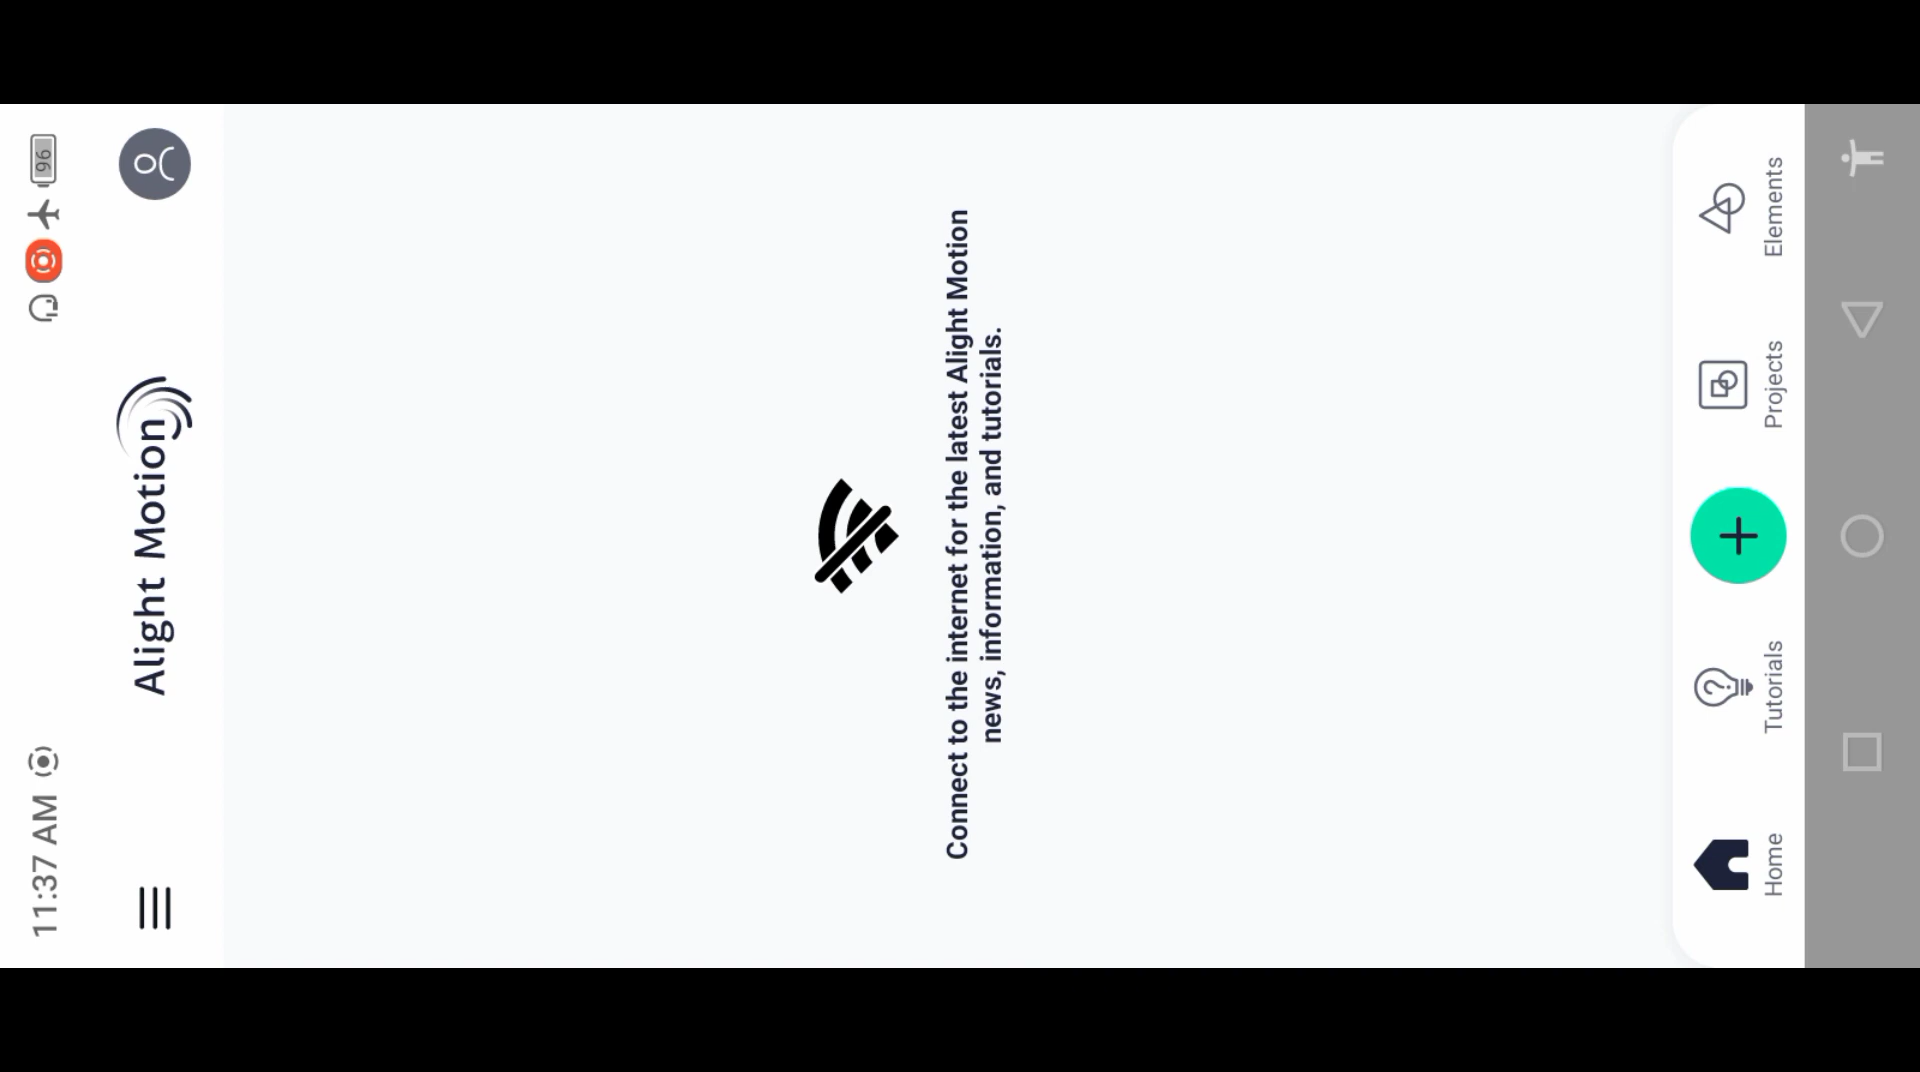 11:37 AM
96
Alight Motion
Connect to the internet for the latest Alight Motion
news, information, and tutorials.
Home
Tutorials
Projects
Elements